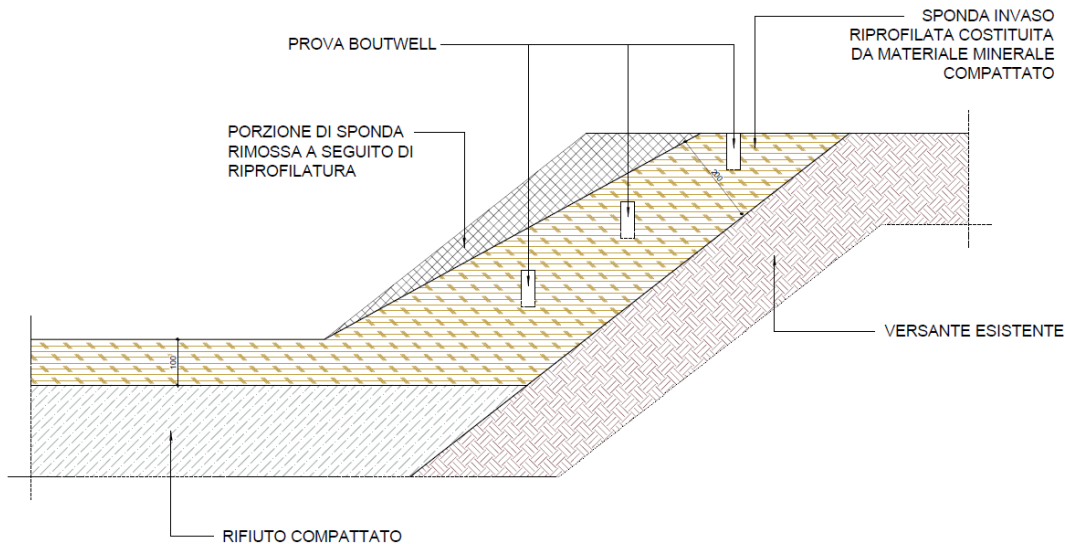 SPONDA INVASO
RIPROFILATA COSTITUITA
DA MATERIALE MINERALE
COMPATTATO
PROVA BOUTWELL
PORZIONE DI SPONDA
RIMOSSA A SEGUITO DI
RIPROFILATURA
200
100
VERSANTE ESISTENTE
RIFIUTO COMPATTATO